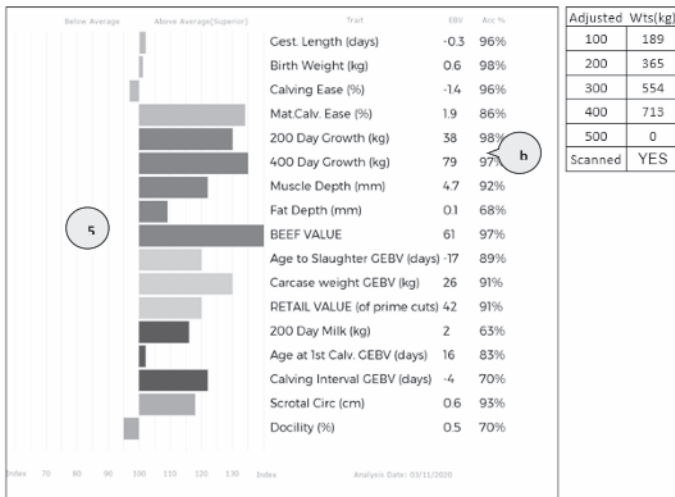 Below Average Above Average(Superior) Trait EBV Acc %
Gest. Length (days) -0.3 96%
Birth Weight (kg) 0.6 98%
Calving Ease (%) -1.4 96%
Mat.Calv. Ease (%) 1.9 86%
200 Day Growth (kg) 38 98%
400 Day Growth (kg) 79 97%
b
Muscle Depth (mm) 4.7 92%
Fat Depth (mm) 0.1 68%
5
BEEF VALUE 61 97%
Age to Slaughter GEBV (days) -17 89%
Carcase weight GEBV (kg) 26 91%
RETAIL VALUE (of prime cuts) 42 91%
200 Day Milk (kg) 2 63%
Age at 1st Calv. GEBV (days) 16 83%
Calving Interval GEBV (days) -4 70%
Scrotal Circ (cm) 0.6 93%
Docility (%) 0.5 70%
Index 70 80 90 100 110 120 130 Index Analysis Date: 03/11/2020
Adjusted Wts(kg)
100 189
200 365
300 554
400 713
500 0
Scanned YES